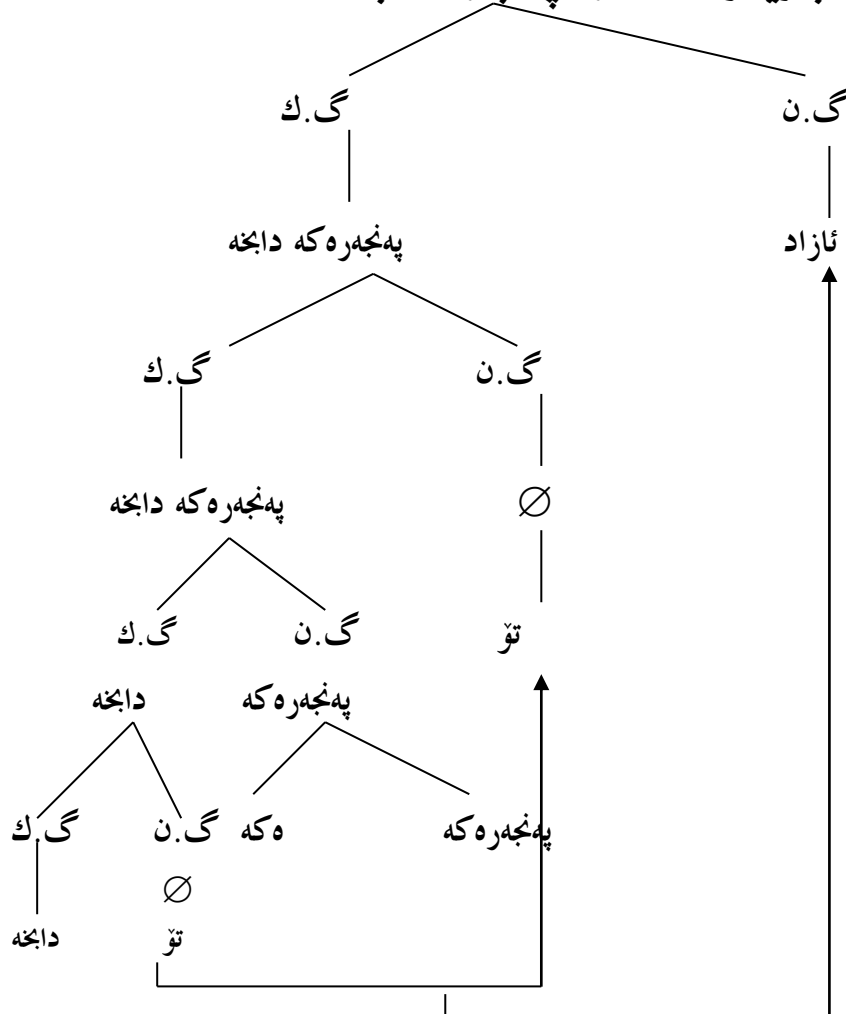 گ.ن گ.ك
ئازاد پەنجەرەكە دابخە
گ.ن گ.ك
∅ پەنجەرەكە دابخە
تۆ گ.ن گ.ك
پەنجەرەكە دابخە
پەنجەرەكە ەكە گ.ن گ.ك
∅
تۆ دابخە